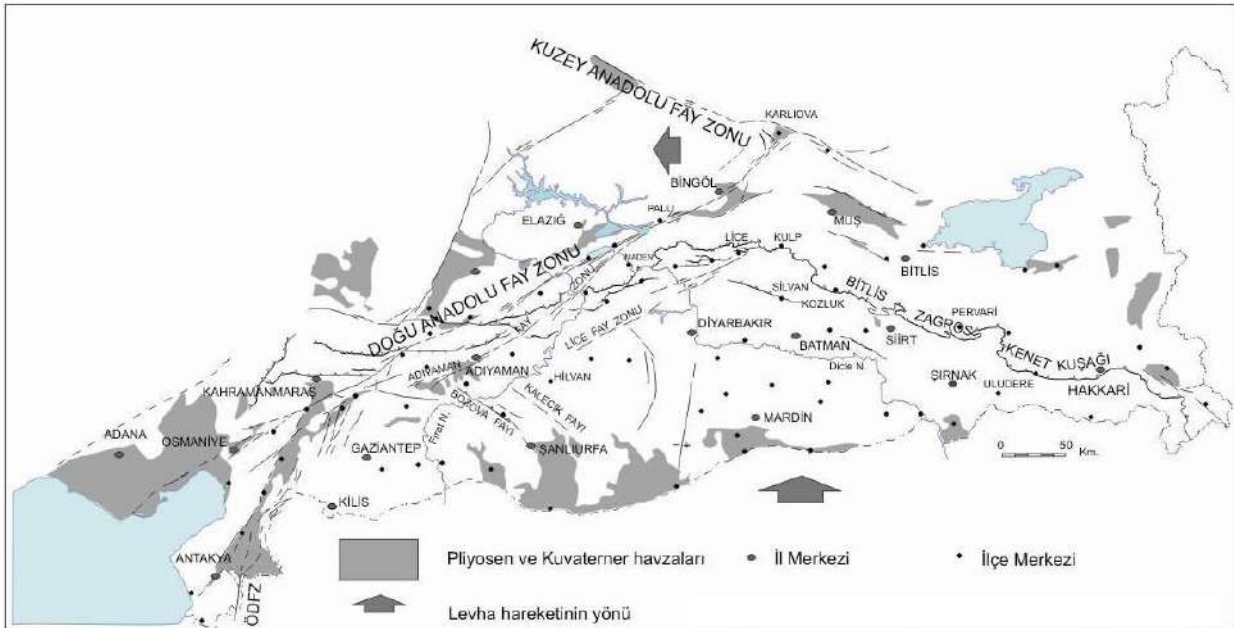 KUZEY ANADOLU FAY ZONU
KARLIOVA
BİNGÖL
PALU
ELAZIĞ
MUŞ
LİCE
KULP
MADEN
BİTLİS
DOĞU ANADOLU FAY ZONU
BİTLİS ZAGROS KENET KUŞAĞI
SİLVAN
KOZLUK
PERVARİ
LİCE FAY ZONU
DİYARBAKIR
BATMAN
SİİRT
ADIYAMAN FAY ZONU
ADIYAMAN
HİLVAN
Dicle N.
ŞIRNAK
ULUDERE
HAKKARİ
KAHRAMANMARAŞ
BOZOVA FAYI
KALECİK FAYI
MARDİN
ADANA
OSMANİYE
GAZİANTEP
Fırat N.
ŞANLIURFA
0 50 Km.
KİLİS
ANTAKYA
ÖDFZ
Pliyosen ve Kuvaterner havzaları
İl Merkezi
İlçe Merkezi
Levha hareketinin yönü